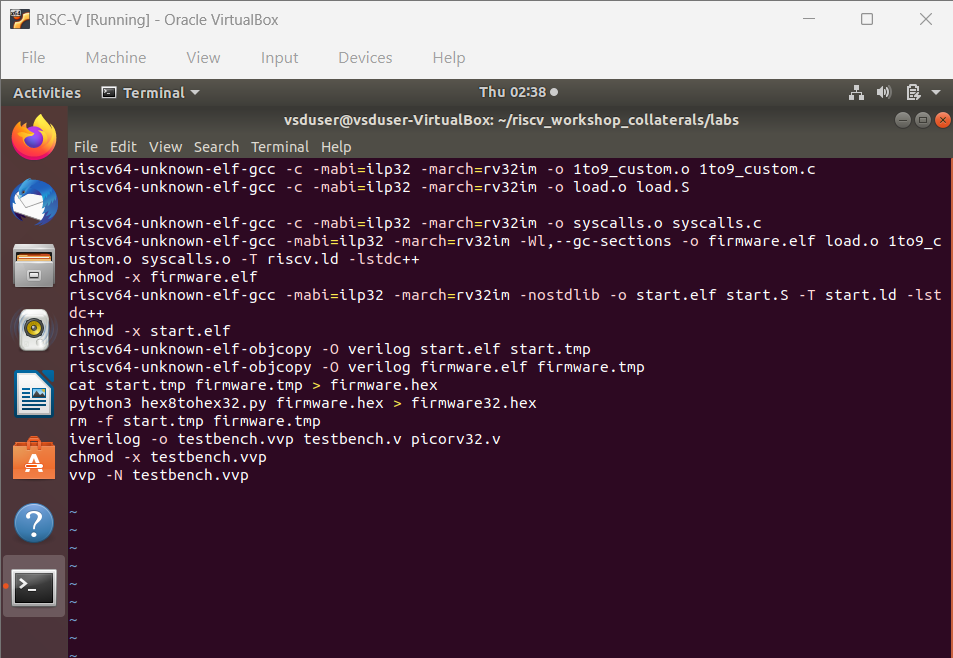 RISC-V [Running] - Oracle VirtualBox
File Machine View Input Devices Help
Activities Terminal Thu 02:38
vsduser@vsduser-VirtualBox: ~/riscv_workshop_collaterals/labs
File Edit View Search Terminal Help
riscv64-unknown-elf-gcc -c -mabi=ilp32 -march=rv32im -o 1to9_custom.o 1to9_custom.c
riscv64-unknown-elf-gcc -c -mabi=ilp32 -march=rv32im -o load.o load.S
riscv64-unknown-elf-gcc -c -mabi=ilp32 -march=rv32im -o syscalls.o syscalls.c
riscv64-unknown-elf-gcc -mabi=ilp32 -march=rv32im -Wl,--gc-sections -o firmware.elf load.o 1to9_c
ustom.o syscalls.o -T riscv.ld -lstdc++
chmod -x firmware.elf
riscv64-unknown-elf-gcc -mabi=ilp32 -march=rv32im -nostdlib -o start.elf start.S -T start.ld -lst
dc++
chmod -x start.elf
riscv64-unknown-elf-objcopy -O verilog start.elf start.tmp
riscv64-unknown-elf-objcopy -O verilog firmware.elf firmware.tmp
cat start.tmp firmware.tmp > firmware.hex
python3 hex8tohex32.py firmware.hex > firmware32.hex
rm -f start.tmp firmware.tmp
iverilog -o testbench.vvp testbench.v picorv32.v
chmod -x testbench.vvp
vvp -N testbench.vvp
~
~
~
~
~
~
~
~
~